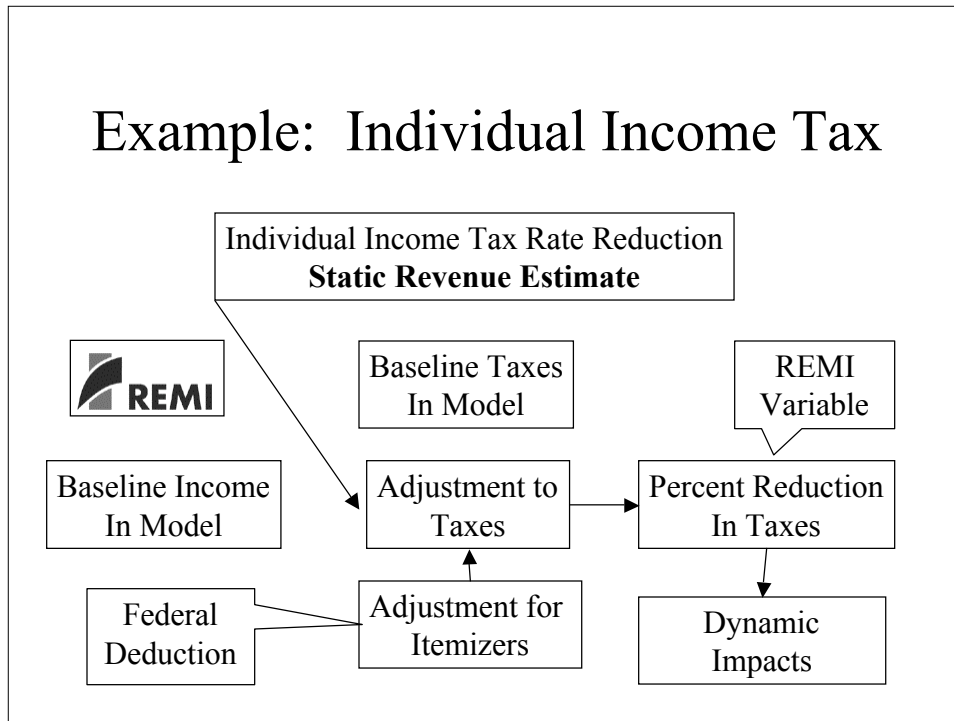 Example: Individual Income Tax
Individual Income Tax Rate Reduction
Static Revenue Estimate
REMI
Baseline Taxes
In Model
REMI
Variable
Baseline Income
In Model
Adjustment to
Taxes
Percent Reduction
In Taxes
Federal
Deduction
Adjustment for
Itemizers
Dynamic
Impacts